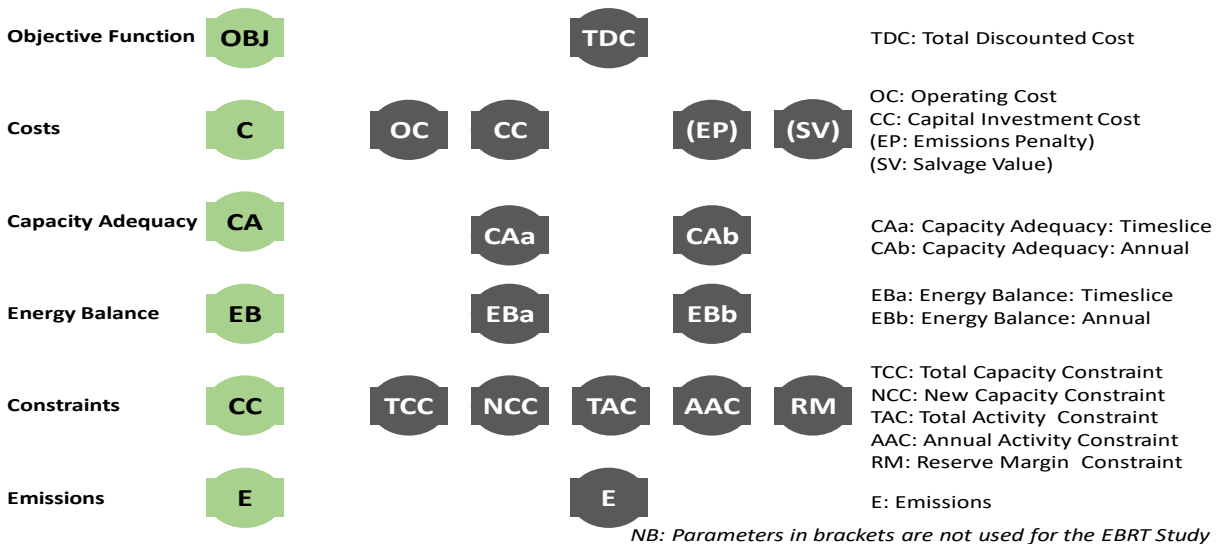 Objective Function OBJ TDC TDC: Total Discounted Cost
Costs C OC CC (EP) (SV)
OC: Operating Cost
CC: Capital Investment Cost
(EP: Emissions Penalty)
(SV: Salvage Value)
Capacity Adequacy CA CAa CAb
CAa: Capacity Adequacy: Timeslice
CAb: Capacity Adequacy: Annual
Energy Balance EB EBa EBb
EBa: Energy Balance: Timeslice
EBb: Energy Balance: Annual
Constraints CC TCC NCC TAC AAC RM
TCC: Total Capacity Constraint
NCC: New Capacity Constraint
TAC: Total Activity Constraint
AAC: Annual Activity Constraint
RM: Reserve Margin Constraint
Emissions E E E: Emissions
NB: Parameters in brackets are not used for the EBRT Study